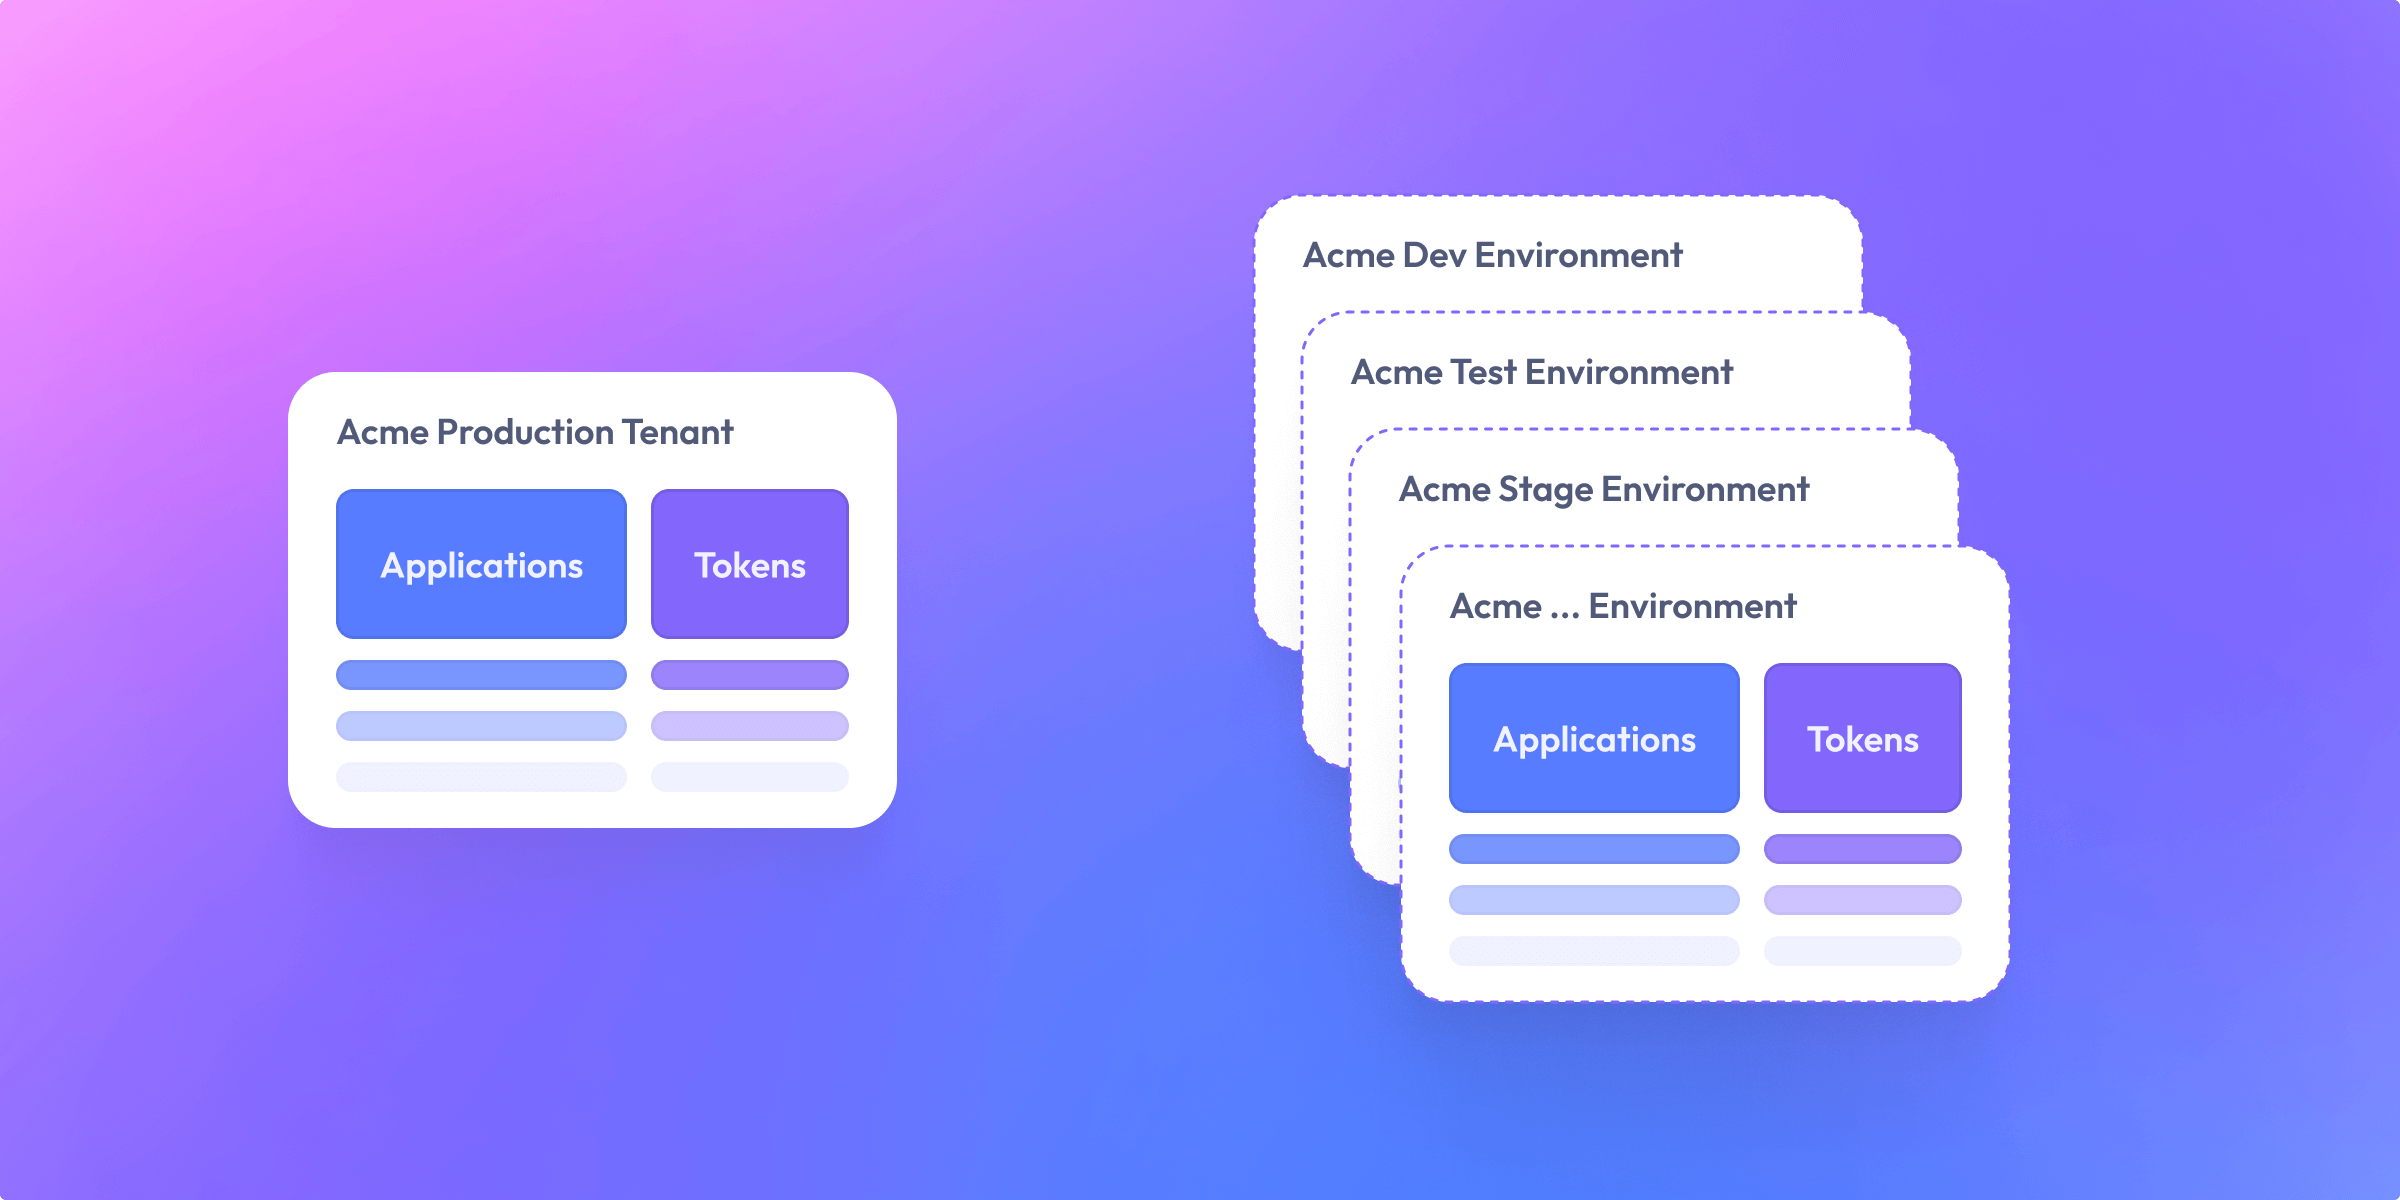 Acme Production Tenant
Applications
Tokens
Acme Dev Environment
Acme Test Environment
Acme Stage Environment
Acme ... Environment
Applications
Tokens